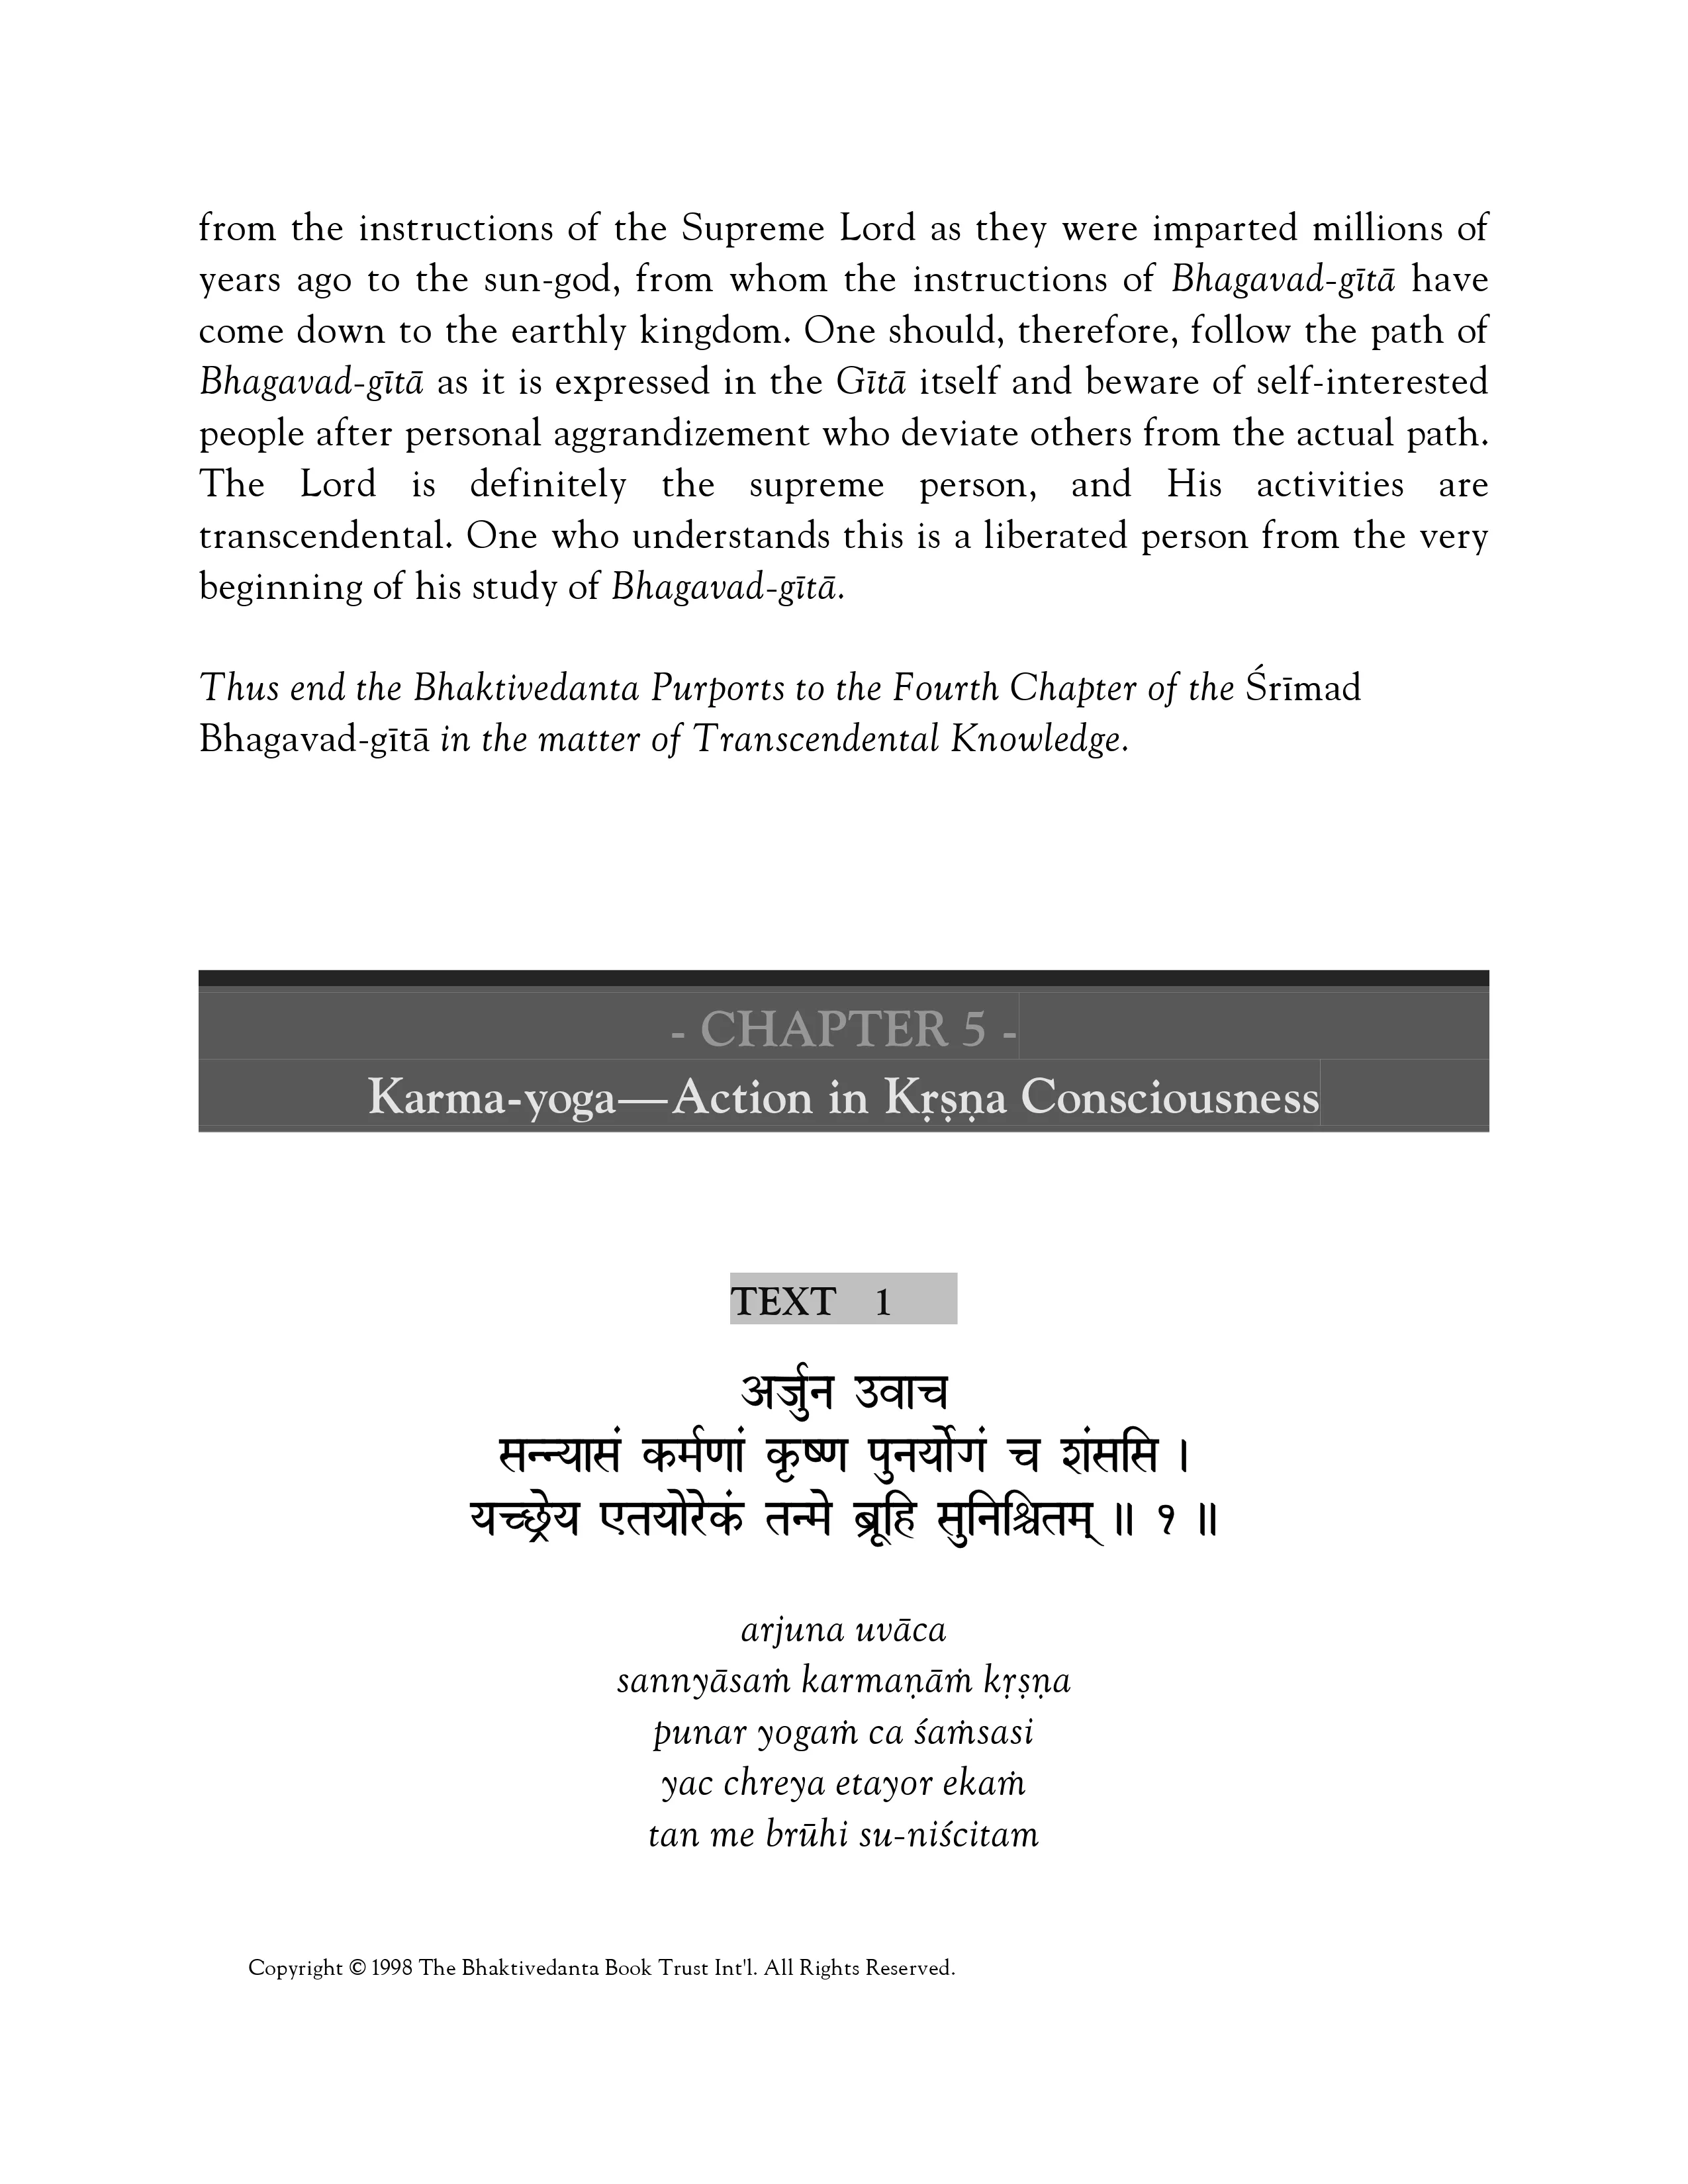 from the instructions of the Supreme Lord as they were imparted millions of
years ago to the sun-god, from whom the instructions of Bhagavad-gītā have
come down to the earthly kingdom. One should, therefore, follow the path of
Bhagavad-gītā as it is expressed in the Gītā itself and beware of self-interested
people after personal aggrandizement who deviate others from the actual path.
The Lord is definitely the supreme person, and His activities are
transcendental. One who understands this is a liberated person from the very
beginning of his study of Bhagavad-gītā.
Thus end the Bhaktivedanta Purports to the Fourth Chapter of the Śrīmad
Bhagavad-gītā in the matter of Transcendental Knowledge.
- CHAPTER 5 -
Karma-yoga—Action in Kṛṣṇa Consciousness
TEXT 1
अर्जुन उवाच
सन्न्यासं कर्मणां कृष्ण पुनर्योगं च शंससि ।
यच्छ्रेय एतयोरेकं तन्मे ब्रूहि सुनिश्चितम् ॥ १ ॥
arjuna uvāca
sannyāsaṁ karmaṇāṁ kṛṣṇa
punar yogaṁ ca śaṁsasi
yac chreya etayor ekaṁ
tan me brūhi su-niścitam
Copyright © 1998 The Bhaktivedanta Book Trust Int'l. All Rights Reserved.